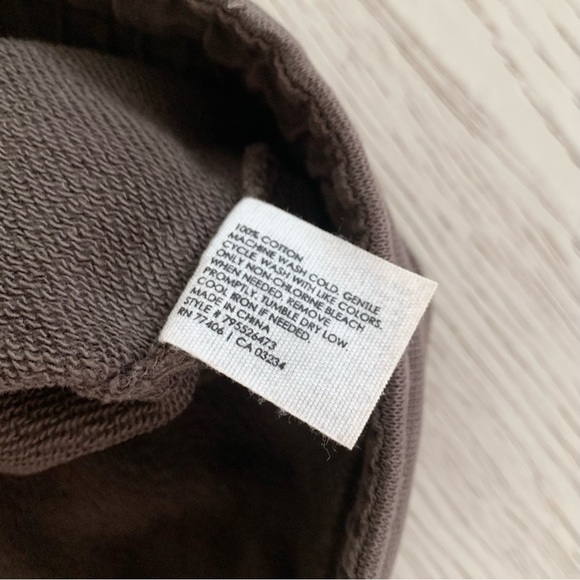 100% COTTON
MACHINE WASH COLD. GENTLE
CYCLE. WASH WITH LIKE COLORS.
ONLY NON-CHLORINE BLEACH
WHEN NEEDED. REMOVE
PROMPTLY, TUMBLE DRY LOW.
COOL IRON IF NEEDED.
MADE IN CHINA
STYLE # 795526473
RN 77406 | CA 03234